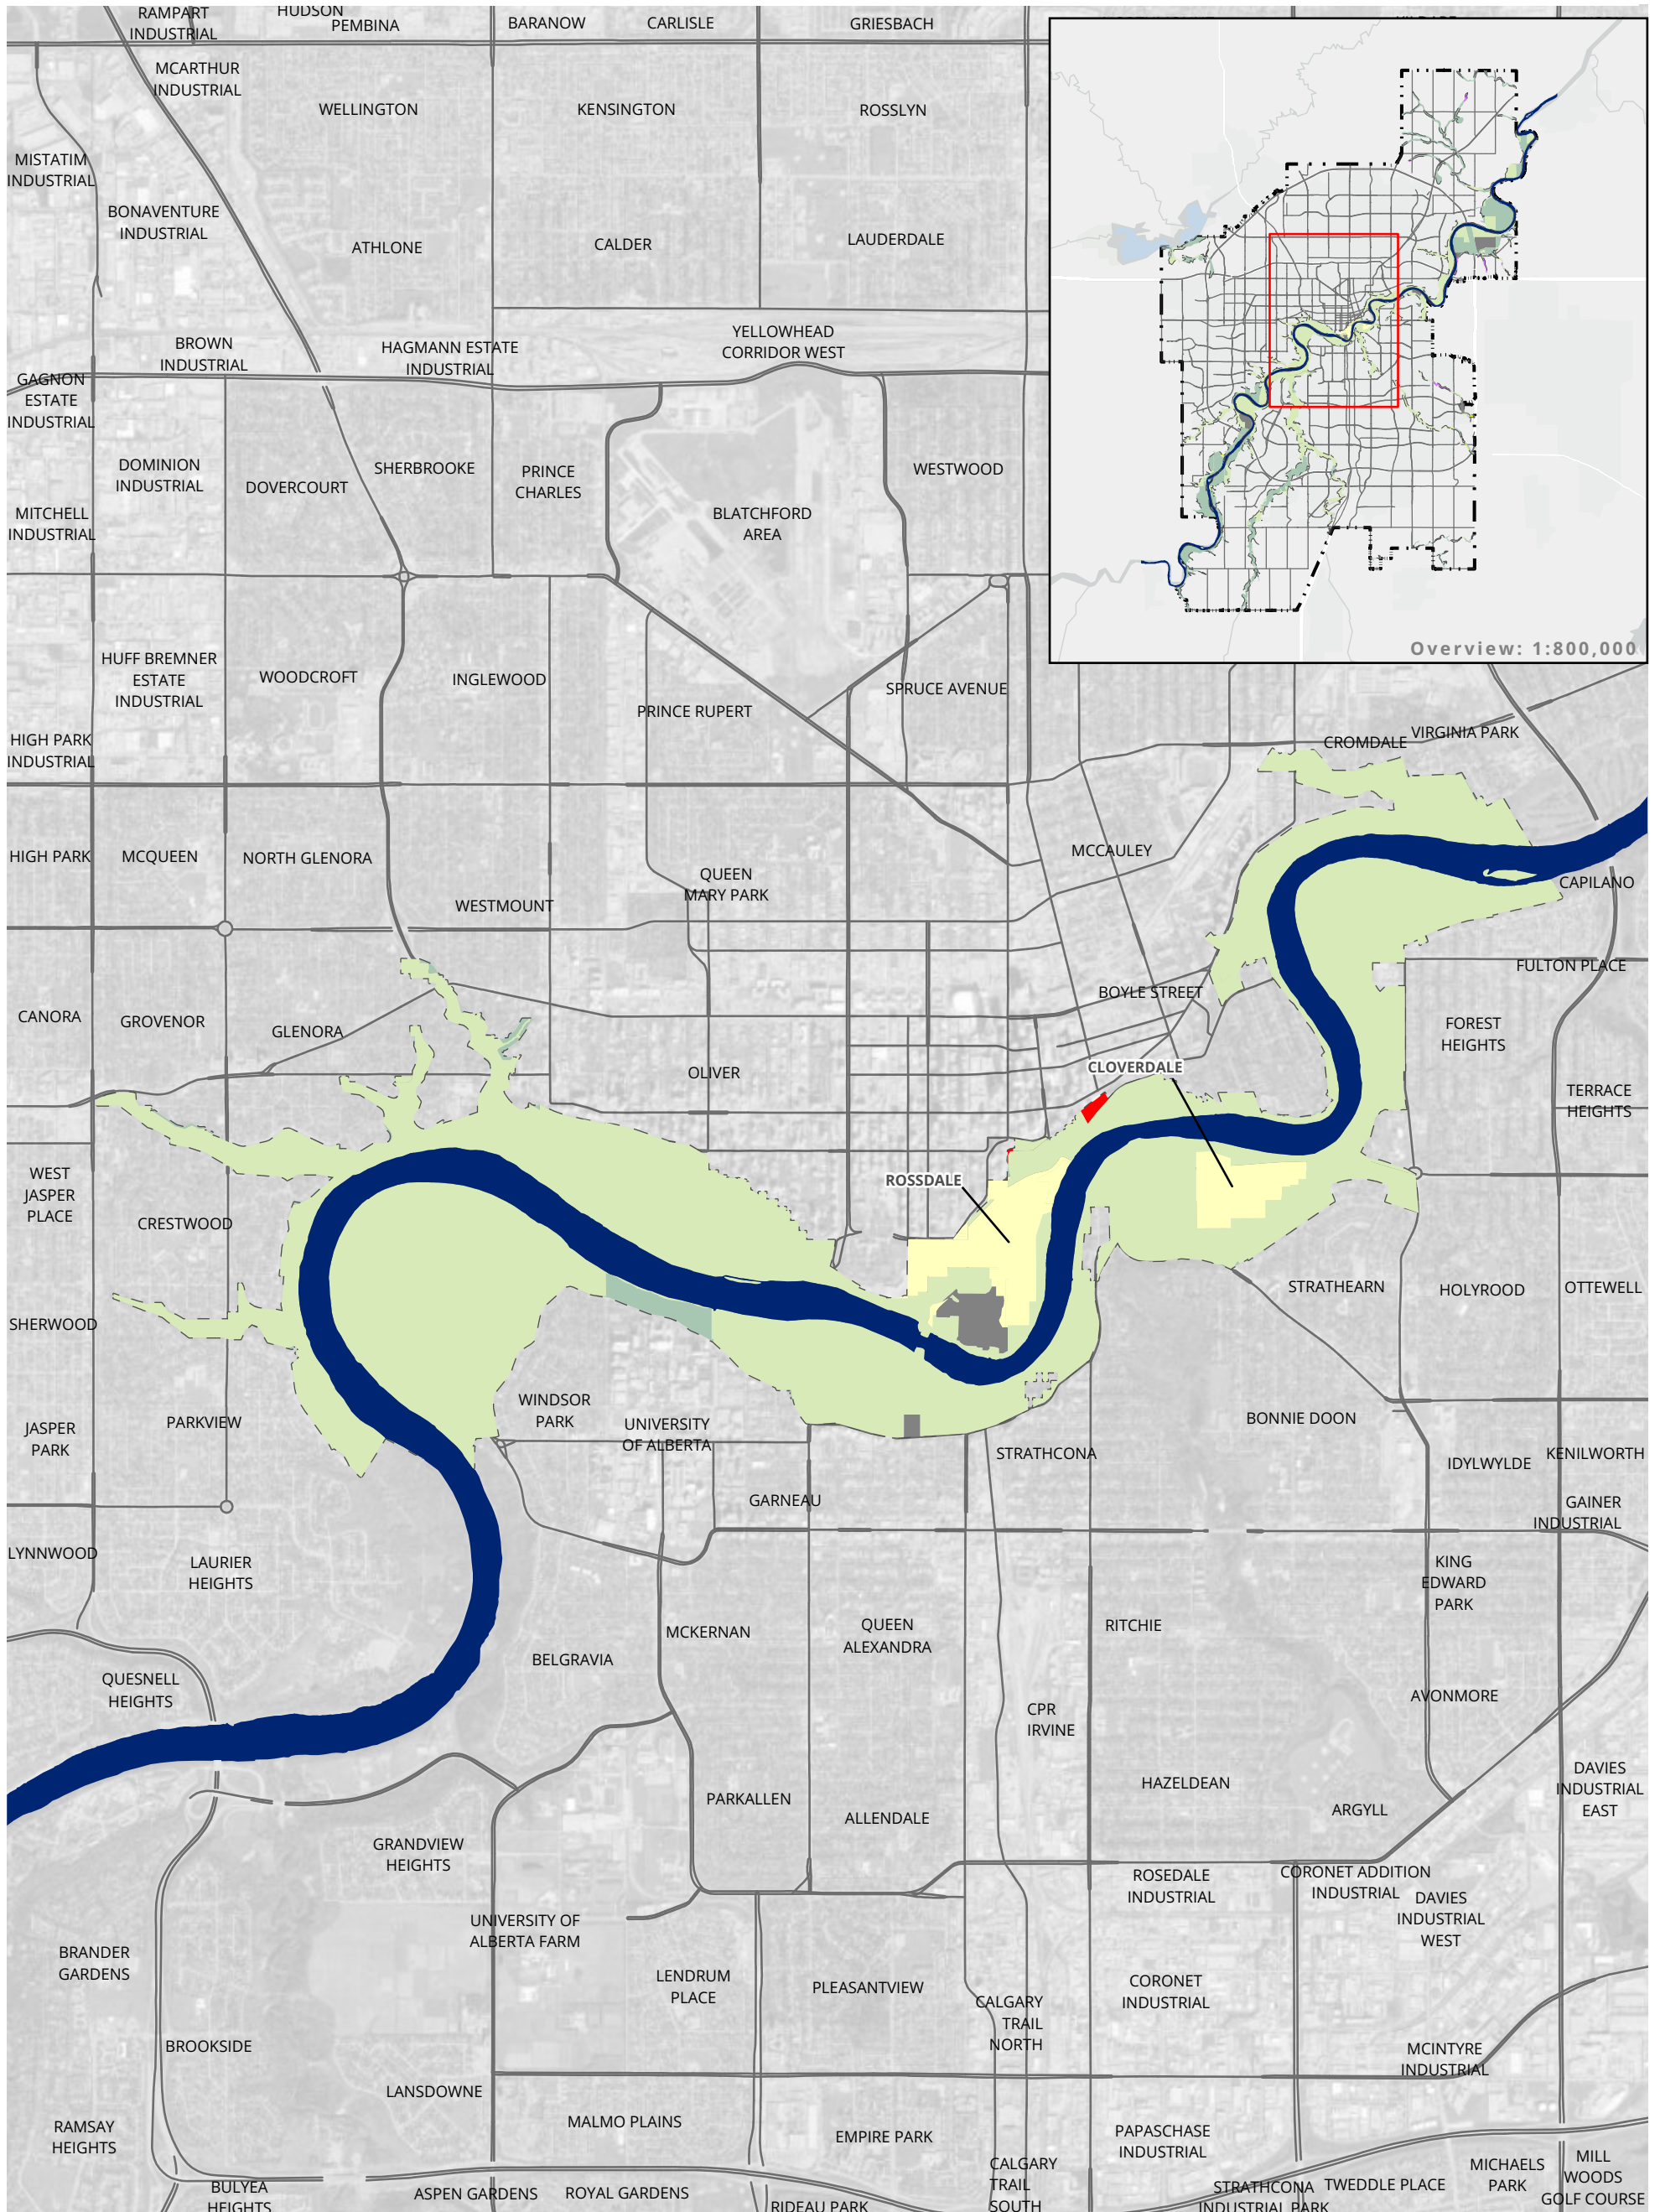 RAMPART
INDUSTRIAL
HUDSON
PEMBINA
BARANOW
CARLISLE
GRIESBACH
MCARTHUR
INDUSTRIAL
WELLINGTON
KENSINGTON
ROSSLYN
MISTATIM
INDUSTRIAL
BONAVENTURE
INDUSTRIAL
ATHLONE
CALDER
LAUDERDALE
BROWN
INDUSTRIAL
HAGMANN ESTATE
INDUSTRIAL
YELLOWHEAD
CORRIDOR WEST
GAGNON
ESTATE
INDUSTRIAL
DOMINION
INDUSTRIAL
DOVERCOURT
SHERBROOKE
PRINCE
CHARLES
WESTWOOD
MITCHELL
INDUSTRIAL
BLATCHFORD
AREA
Overview: 1:800,000
HUFF BREMNER
ESTATE
INDUSTRIAL
WOODCROFT
INGLEWOOD
PRINCE RUPERT
SPRUCE AVENUE
HIGH PARK
INDUSTRIAL
CROMDALE
VIRGINIA PARK
HIGH PARK
MCQUEEN
NORTH GLENORA
WESTMOUNT
QUEEN
MARY PARK
MCCAULEY
CAPILANO
FULTON PLACE
CANORA
GROVENOR
GLENORA
OLIVER
BOYLE STREET
FOREST
HEIGHTS
CLOVERDALE
TERRACE
HEIGHTS
WEST
JASPER
PLACE
CRESTWOOD
ROSSDALE
STRATHEARN
HOLYROOD
OTTEWELL
SHERWOOD
JASPER
PARK
PARKVIEW
WINDSOR
PARK
UNIVERSITY
OF ALBERTA
STRATHCONA
BONNIE DOON
IDYLWYLDE
KENILWORTH
GARNEAU
GAINER
INDUSTRIAL
LYNNWOOD
LAURIER
HEIGHTS
KING
EDWARD
PARK
MCKERNAN
QUEEN
ALEXANDRA
RITCHIE
BELGRAVIA
QUESNELL
HEIGHTS
CPR
IRVINE
AVONMORE
PARKALLEN
ALLENDALE
HAZELDEAN
ARGYLL
DAVIES
INDUSTRIAL
EAST
GRANDVIEW
HEIGHTS
ROSEDALE
INDUSTRIAL
CORONET ADDITION
INDUSTRIAL
DAVIES
INDUSTRIAL
WEST
UNIVERSITY OF
ALBERTA FARM
BRANDER
GARDENS
LENDRUM
PLACE
PLEASANTVIEW
CORONET
INDUSTRIAL
CALGARY
TRAIL
NORTH
BROOKSIDE
MCINTYRE
INDUSTRIAL
LANSDOWNE
MALMO PLAINS
EMPIRE PARK
PAPASCHASE
INDUSTRIAL
RAMSAY
HEIGHTS
CALGARY
TRAIL
SOUTH
BULYEA
HEIGHTS
ASPEN GARDENS
ROYAL GARDENS
RIDEAU PARK
STRATHCONA
INDUSTRIAL PARK
TWEDDLE PLACE
MICHAELS
PARK
MILL
WOODS
GOLF COURSE